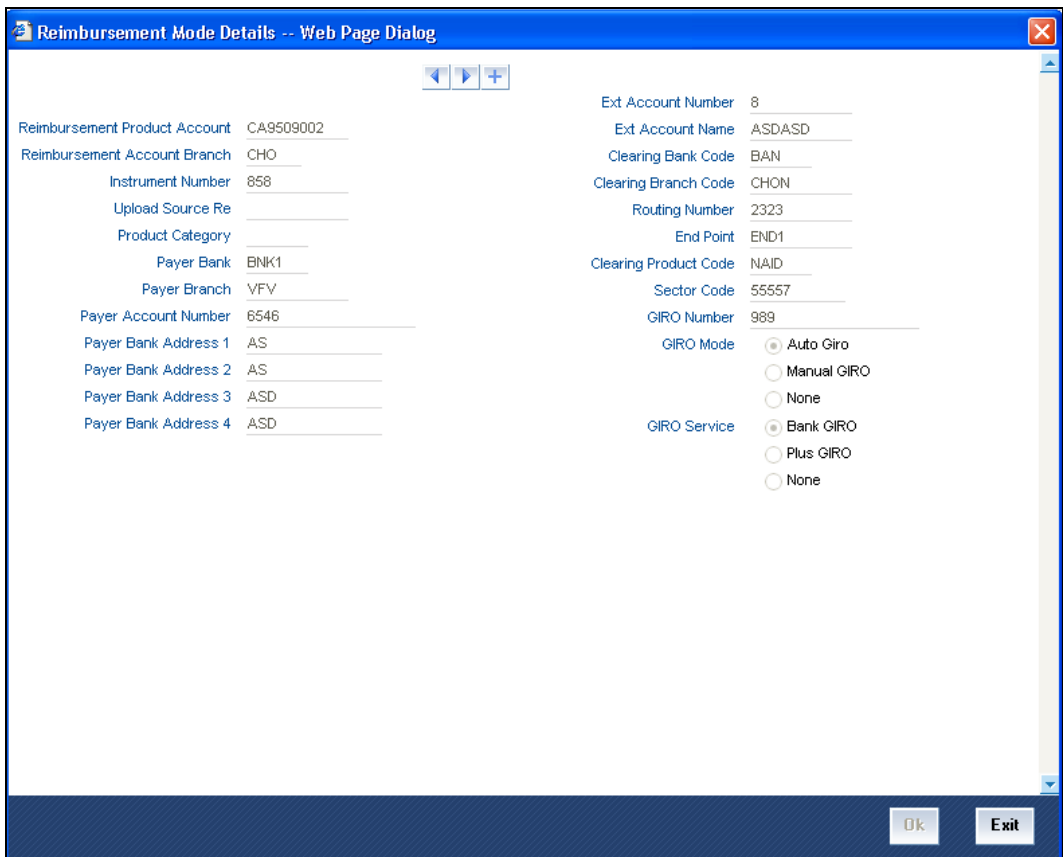 Reimbursement Mode Details -- Web Page Dialog
Reimbursement Product Account CA9509002
Reimbursement Account Branch CHO
Instrument Number 858
Upload Source Re
Product Category
Payer Bank BNK1
Payer Branch VFV
Payer Account Number 6546
Payer Bank Address 1 AS
Payer Bank Address 2 AS
Payer Bank Address 3 ASD
Payer Bank Address 4 ASD
Ext Account Number 8
Ext Account Name ASDASD
Clearing Bank Code BAN
Clearing Branch Code CHON
Routing Number 2323
End Point END1
Clearing Product Code NAID
Sector Code 55557
GIRO Number 989
GIRO Mode Auto Giro
Manual GIRO
None
GIRO Service Bank GIRO
Plus GIRO
None
Ok Exit